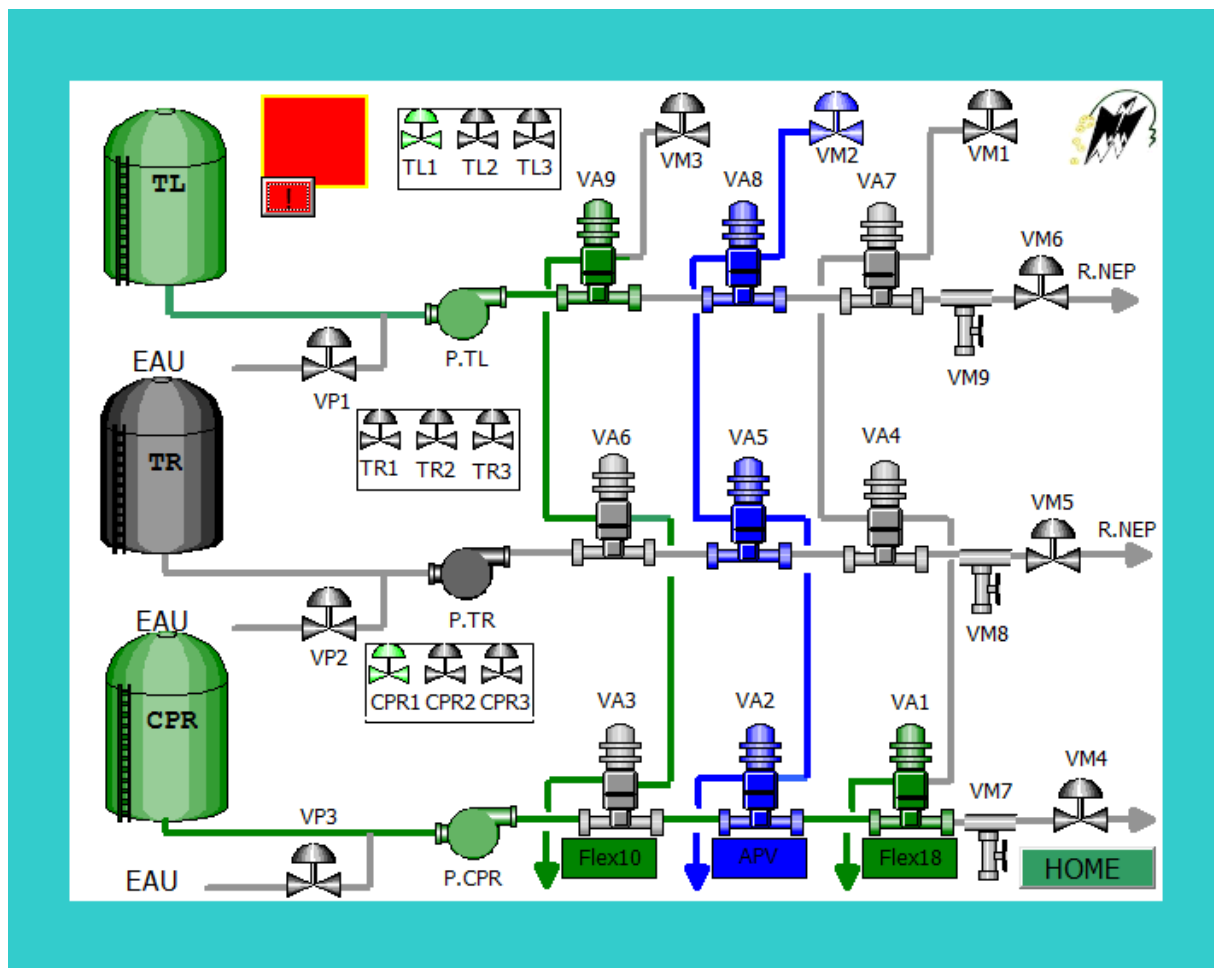 TL
!
TL1 TL2 TL3
VM3
VM2
VM1
VA9
VA8
VA7
VM6
R.NEP
P.TL
VM9
EAU
VP1
TR
TR1 TR2 TR3
VA6
VA5
VA4
VM5
R.NEP
P.TR
VM8
EAU
VP2
CPR
CPR1 CPR2 CPR3
VA3
VA2
VA1
VM7
VM4
VP3
EAU
P.CPR
Flex10
APV
Flex18
HOME